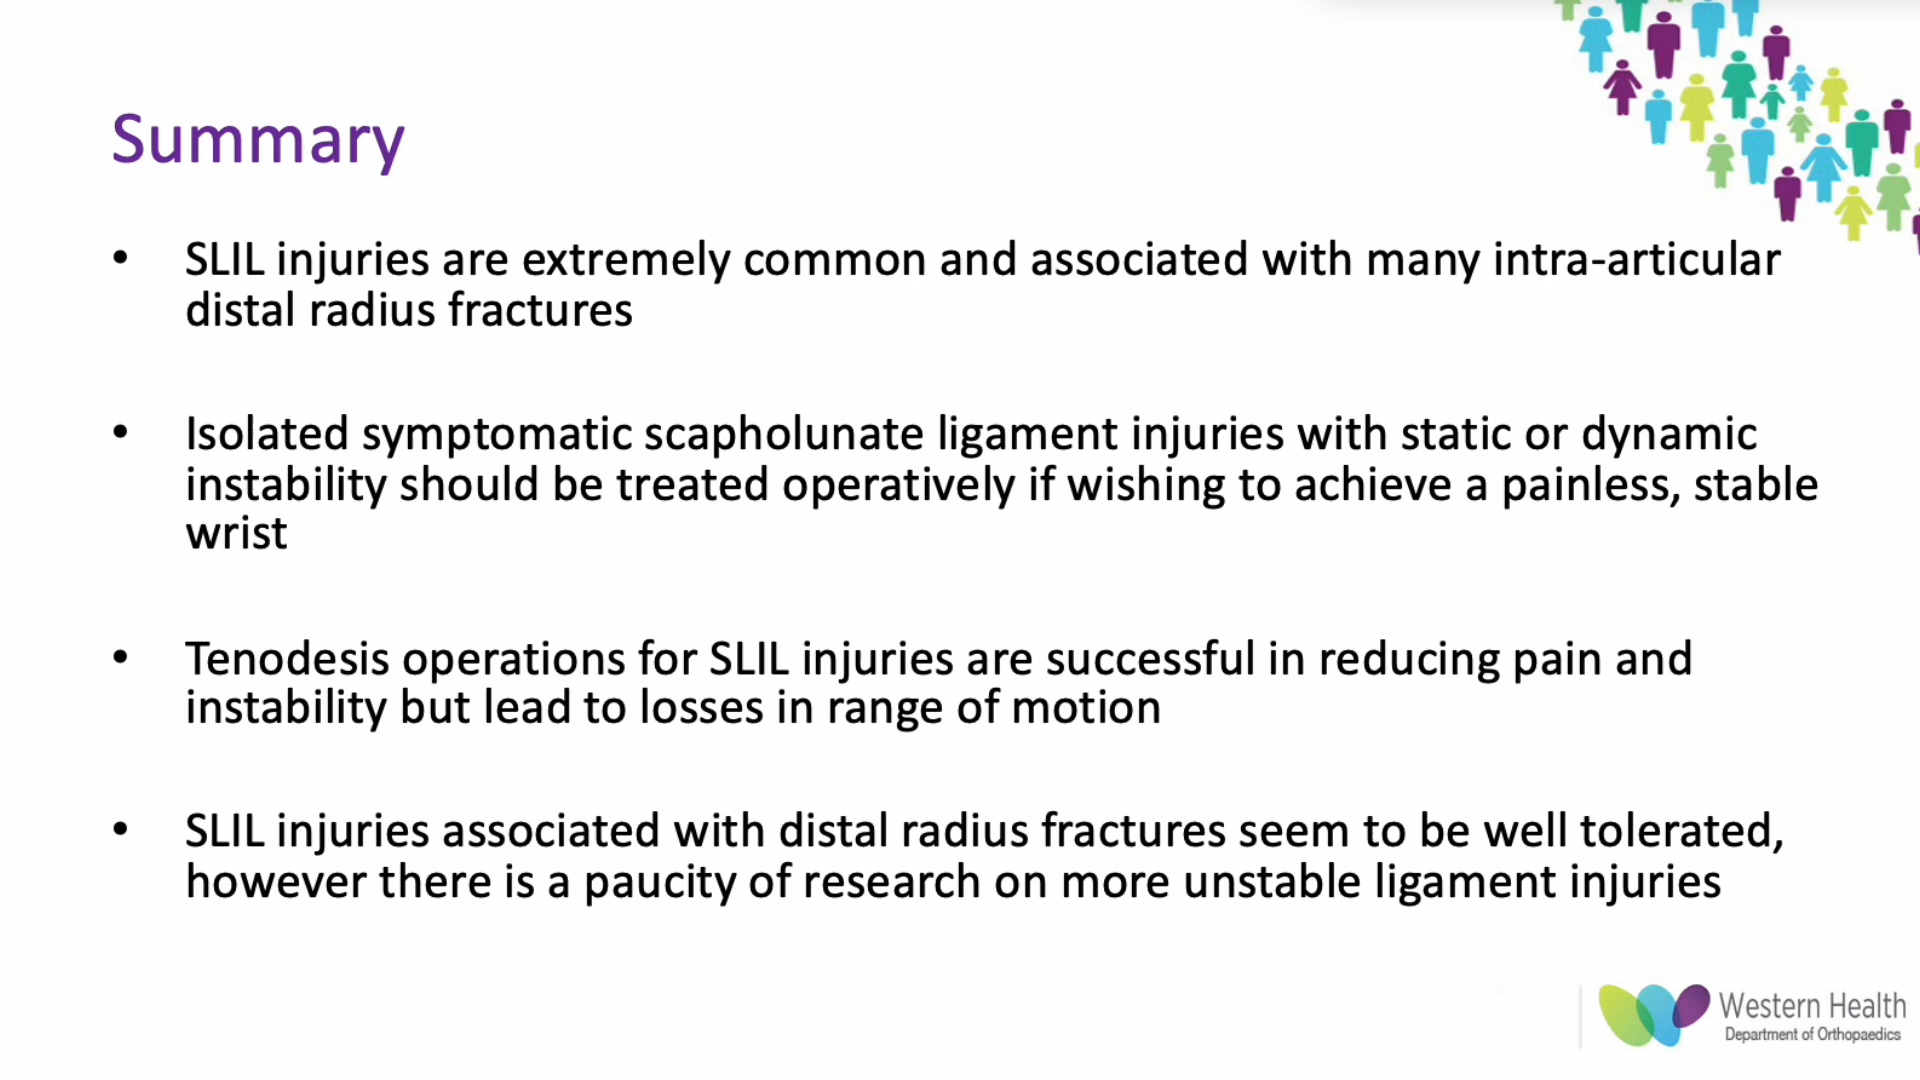 Summary
• SLIL injuries are extremely common and associated with many intra-articular
distal radius fractures
• Isolated symptomatic scapholunate ligament injuries with static or dynamic
instability should be treated operatively if wishing to achieve a painless, stable
wrist
• Tenodesis operations for SLIL injuries are successful in reducing pain and
instability but lead to losses in range of motion
• SLIL injuries associated with distal radius fractures seem to be well tolerated,
however there is a paucity of research on more unstable ligament injuries
Western Health
Department of Orthopaedics